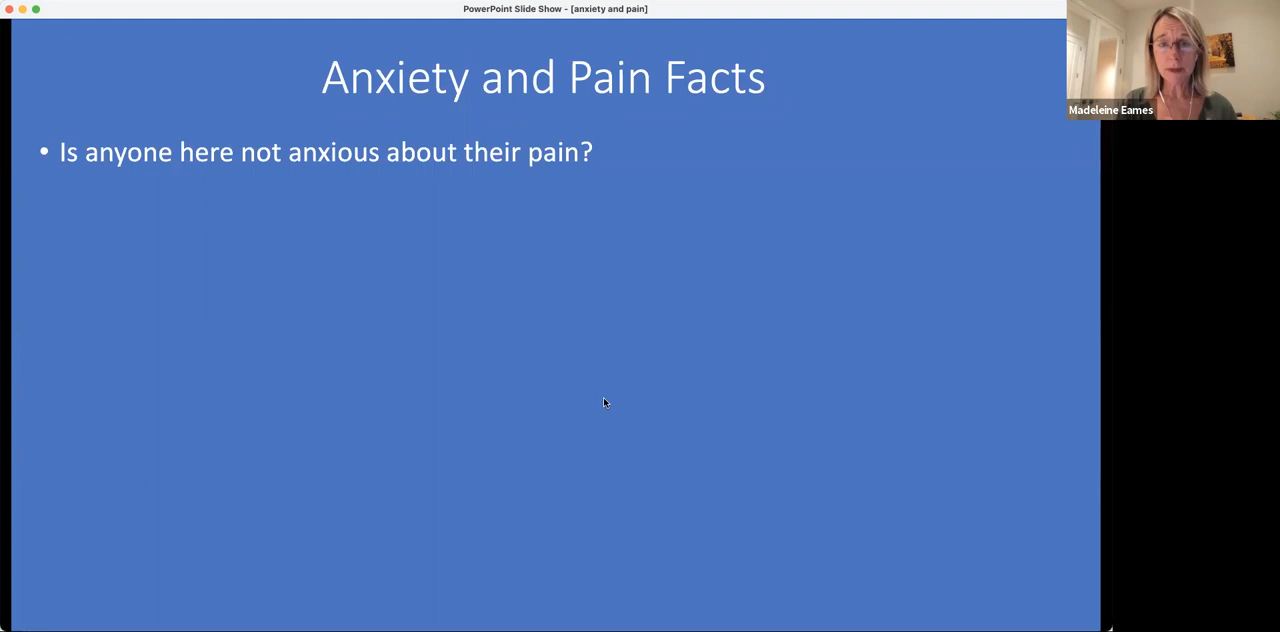 PowerPoint Slide Show - [anxiety and pain]
Anxiety and Pain Facts
• Is anyone here not anxious about their pain?
Madeleine Eames